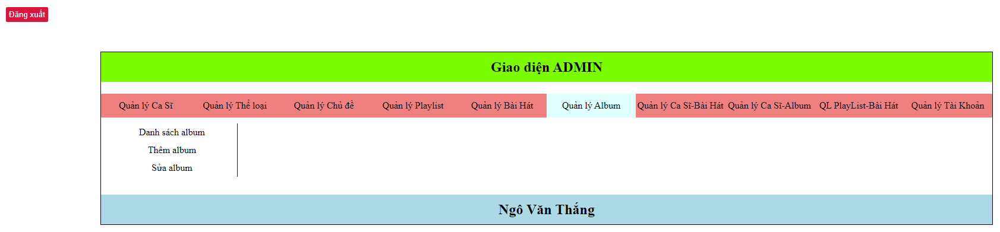 Đăng xuất
Giao diện ADMIN
Quản lý Ca Sĩ Quản lý Thể loại Quản lý Chủ đề Quản lý Playlist Quản lý Bài Hát Quản lý Album Quản lý Ca Sĩ-Bài Hát Quản lý Ca Sĩ-Album QL PlayList-Bài Hát Quản lý Tài Khoản
Danh sách album
Thêm album
Sửa album
Ngô Văn Thắng